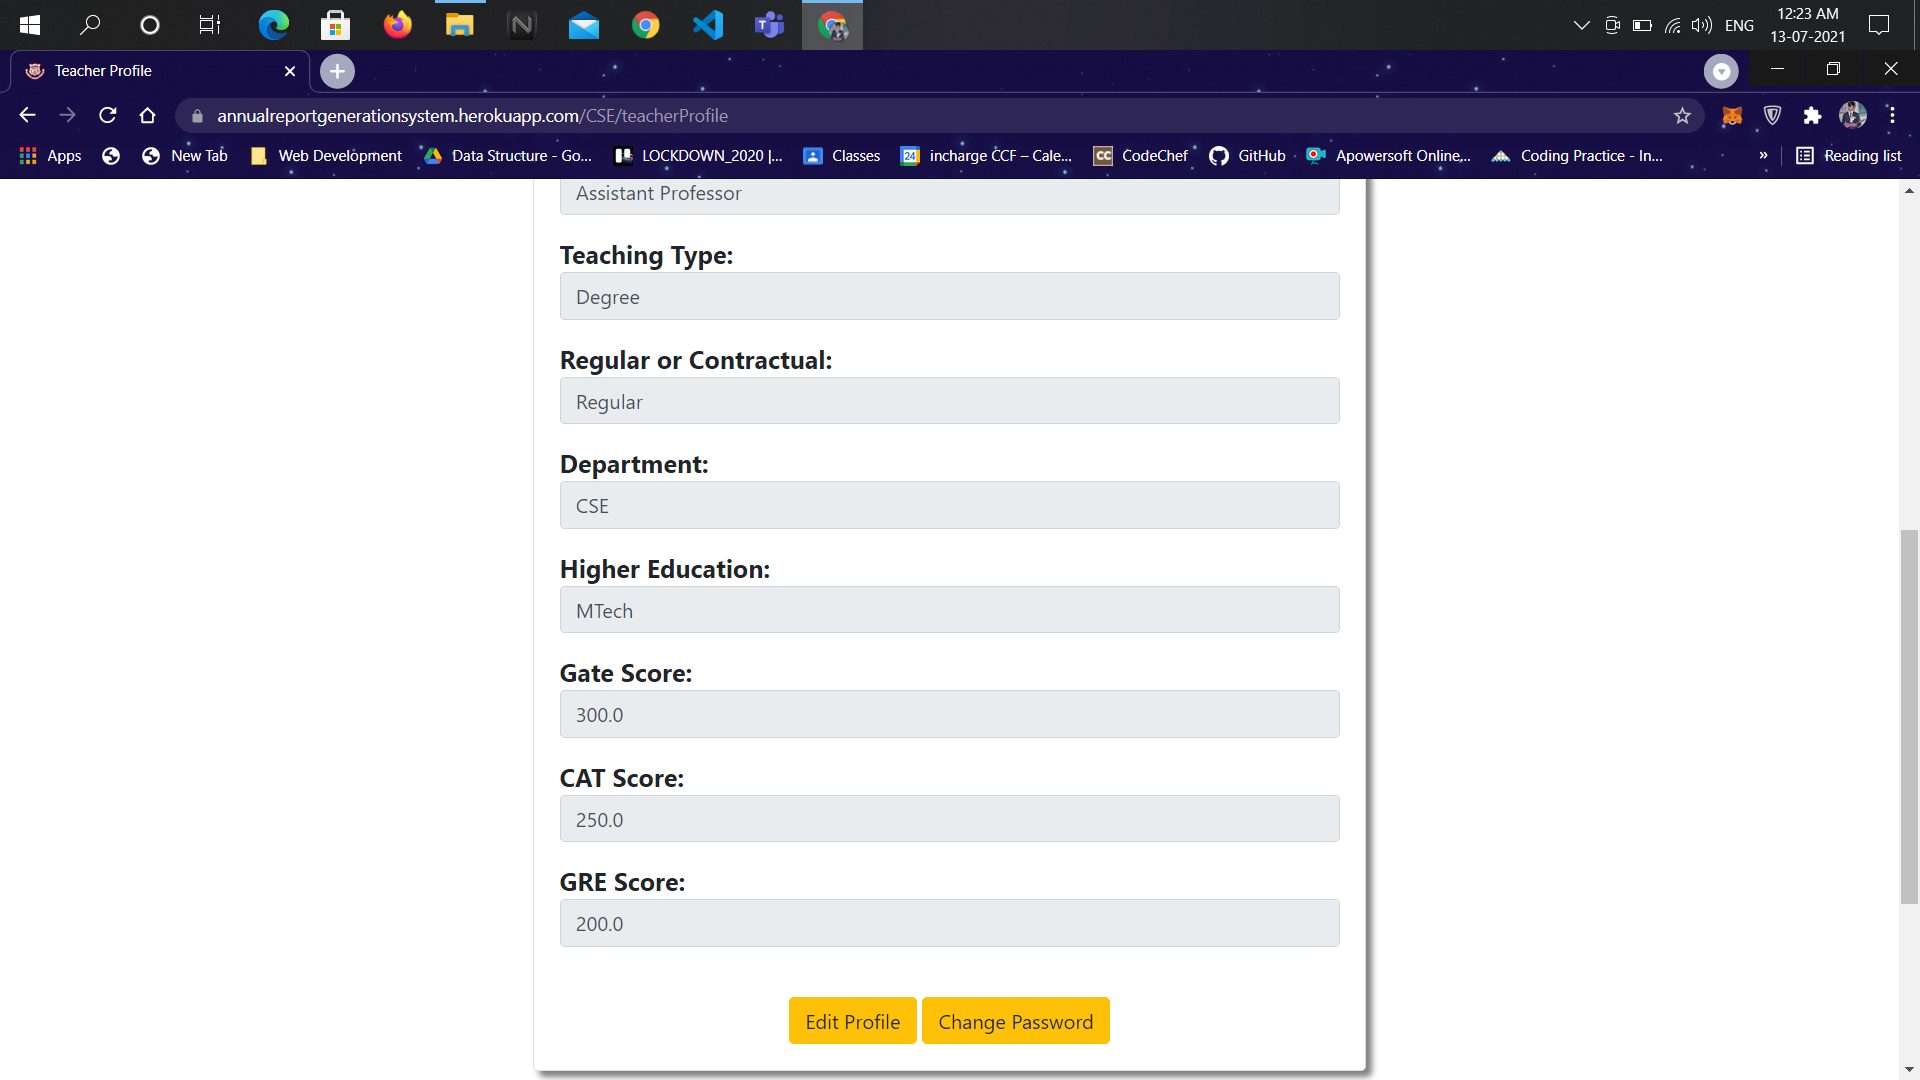 ENG
12:23 AM
13-07-2021
Teacher Profile
annualreportgenerationsystem.herokuapp.com/CSE/teacherProfile
Apps
New Tab
Web Development
Data Structure - Go...
LOCKDOWN_2020 |...
Classes
24
incharge CCF – Cale...
CC
CodeChef
GitHub
Apowersoft Online,...
Coding Practice - In...
»
Reading list
Assistant Professor
Teaching Type:
Degree
Regular or Contractual:
Regular
Department:
CSE
Higher Education:
MTech
Gate Score:
300.0
CAT Score:
250.0
GRE Score:
200.0
Edit Profile
Change Password